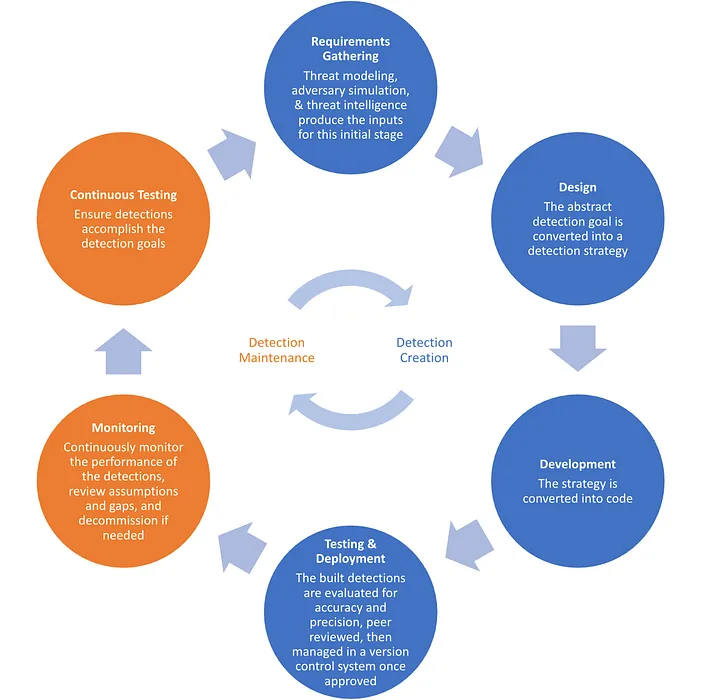 Requirements
Gathering
Threat modeling,
adversary simulation,
& threat intelligence
produce the inputs
for this initial stage
Design
The abstract
detection goal is
converted into a
detection strategy
Development
The strategy is
converted into code
Testing &
Deployment
The built detections
are evaluated for
accuracy and
precision, peer
reviewed, then
managed in a version
control system once
approved
Monitoring
Continuously monitor
the performance of
the detections,
review assumptions
and gaps, and
decommission if
needed
Continuous Testing
Ensure detections
accomplish the
detection goals
Detection
Maintenance
Detection
Creation